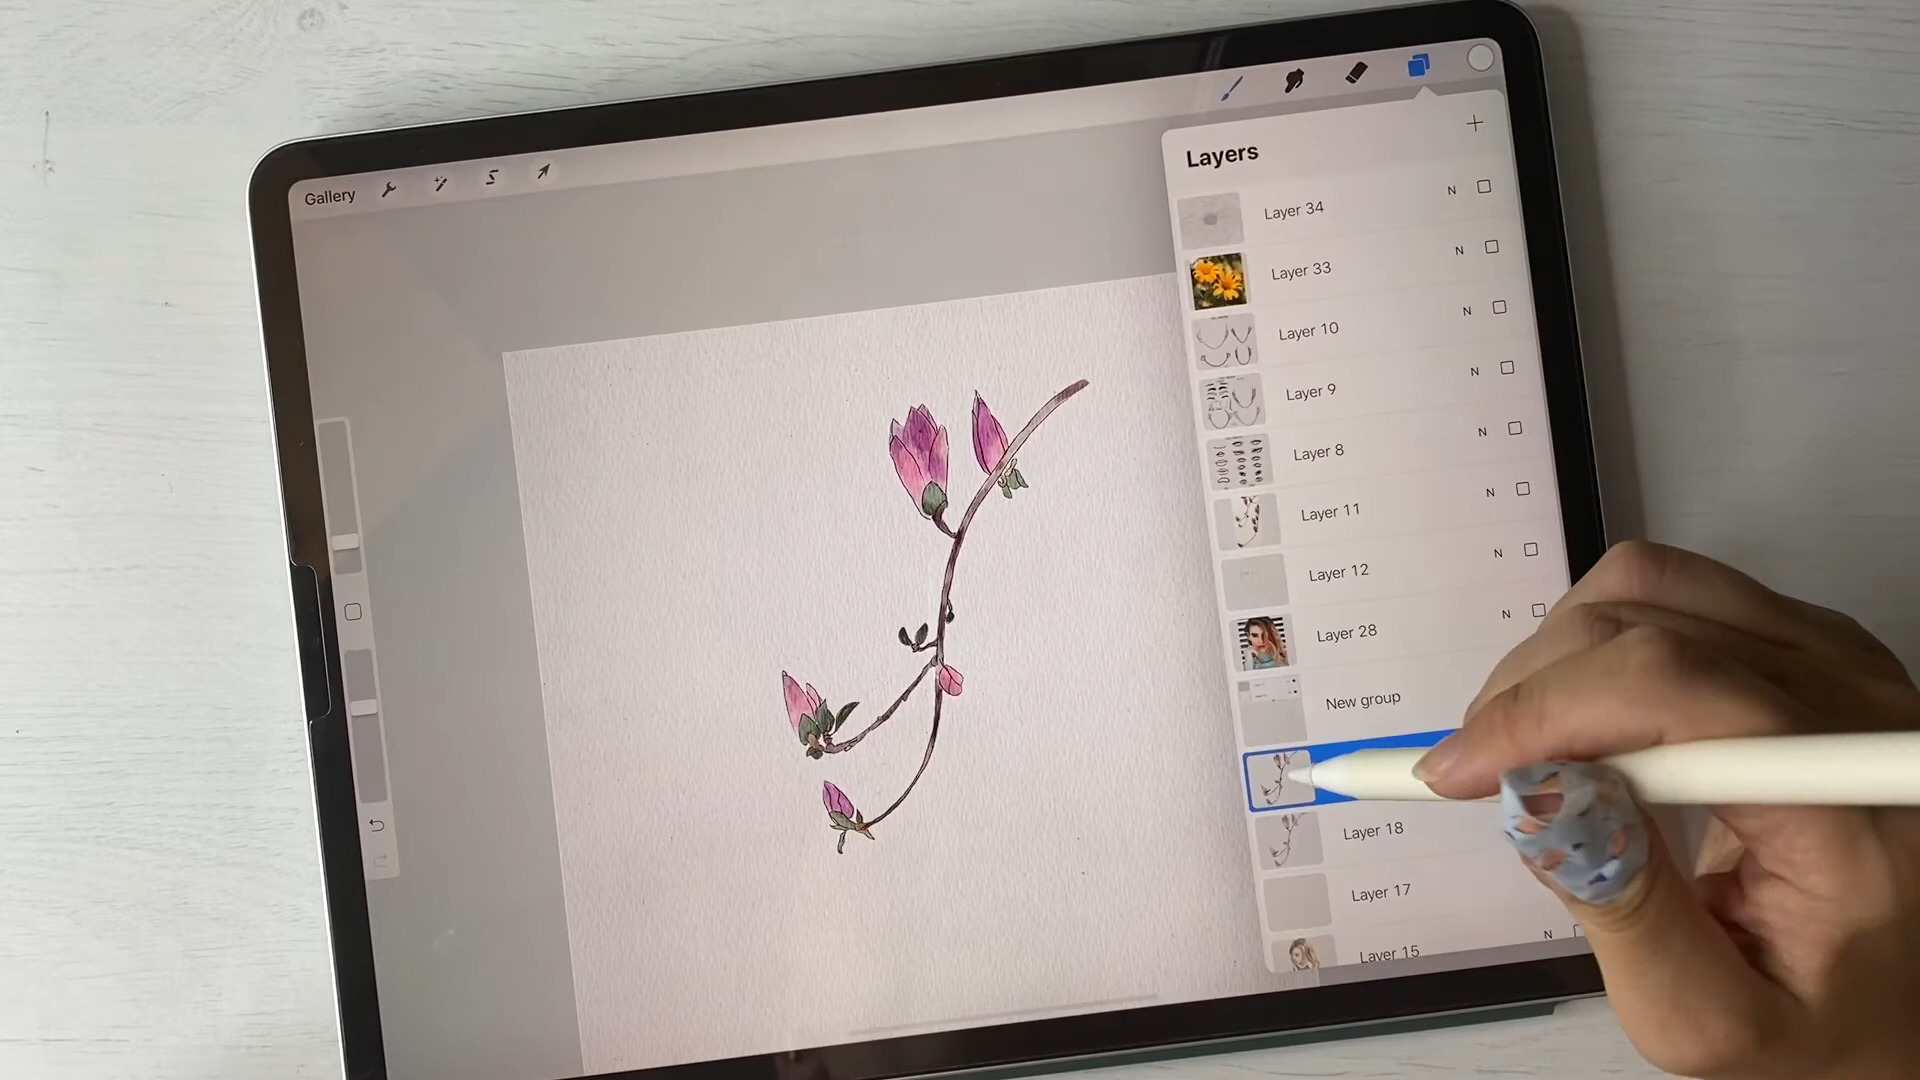 Gallery
Layers
Layer 34 N
Layer 33 N
Layer 10 N
Layer 9 N
Layer 8 N
Layer 11 N
Layer 12 N
Layer 28 N
New group
Layer 18
Layer 17
Layer 15 N